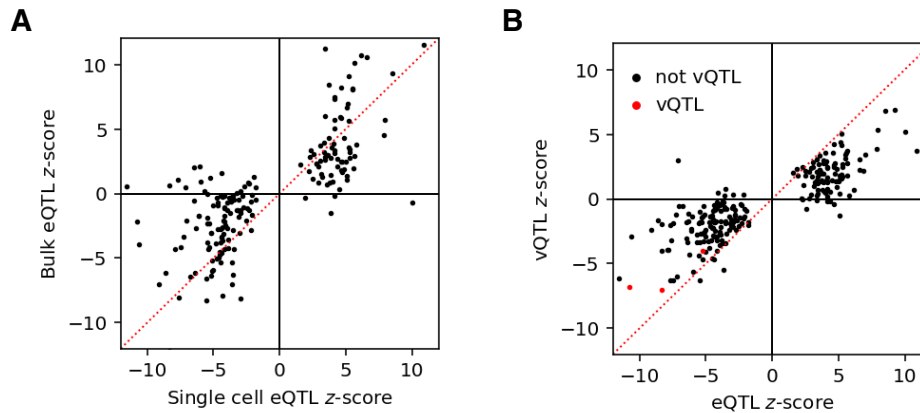 A
10
5
0
−5
−10
Bulk eQTL z-score
−10 −5 0 5 10
Single cell eQTL z-score
B
not vQTL
vQTL
10
5
0
−5
−10
vQTL z-score
−10 −5 0 5 10
eQTL z-score